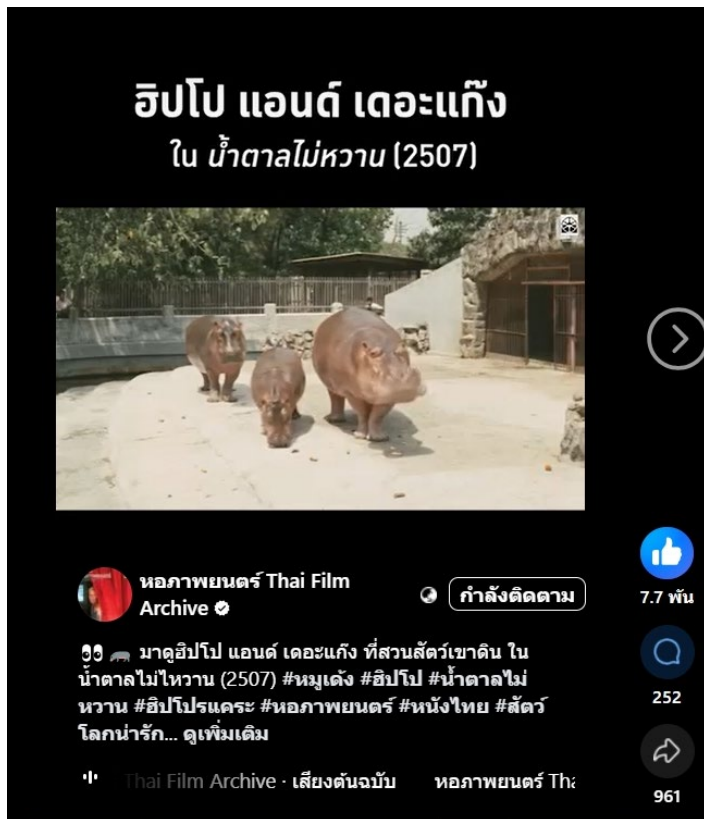 ฮิปโป แอนด์ เดอะแก๊ง
ใน น้ำตาลไม่หวาน (2507)
หอภาพยนตร์ Thai Film
Archive
กำลังติดตาม
7.7 พัน
👀🦛 มาดูฮิปโป แอนด์ เดอะแก๊ง ที่สวนสัตว์เขาดิน ใน
น้ำตาลไม่ไหวาน (2507) #หมูเด้ง #ฮิปโป #น้ำตาลไม่
หวาน #ฮิปโปรแคระ #หอภาพยนตร์ #หนังไทย #สัตว์
โลกน่ารัก... ดูเพิ่มเติม
252
Thai Film Archive · เสียงต้นฉบับ หอภาพยนตร์ Tha
961